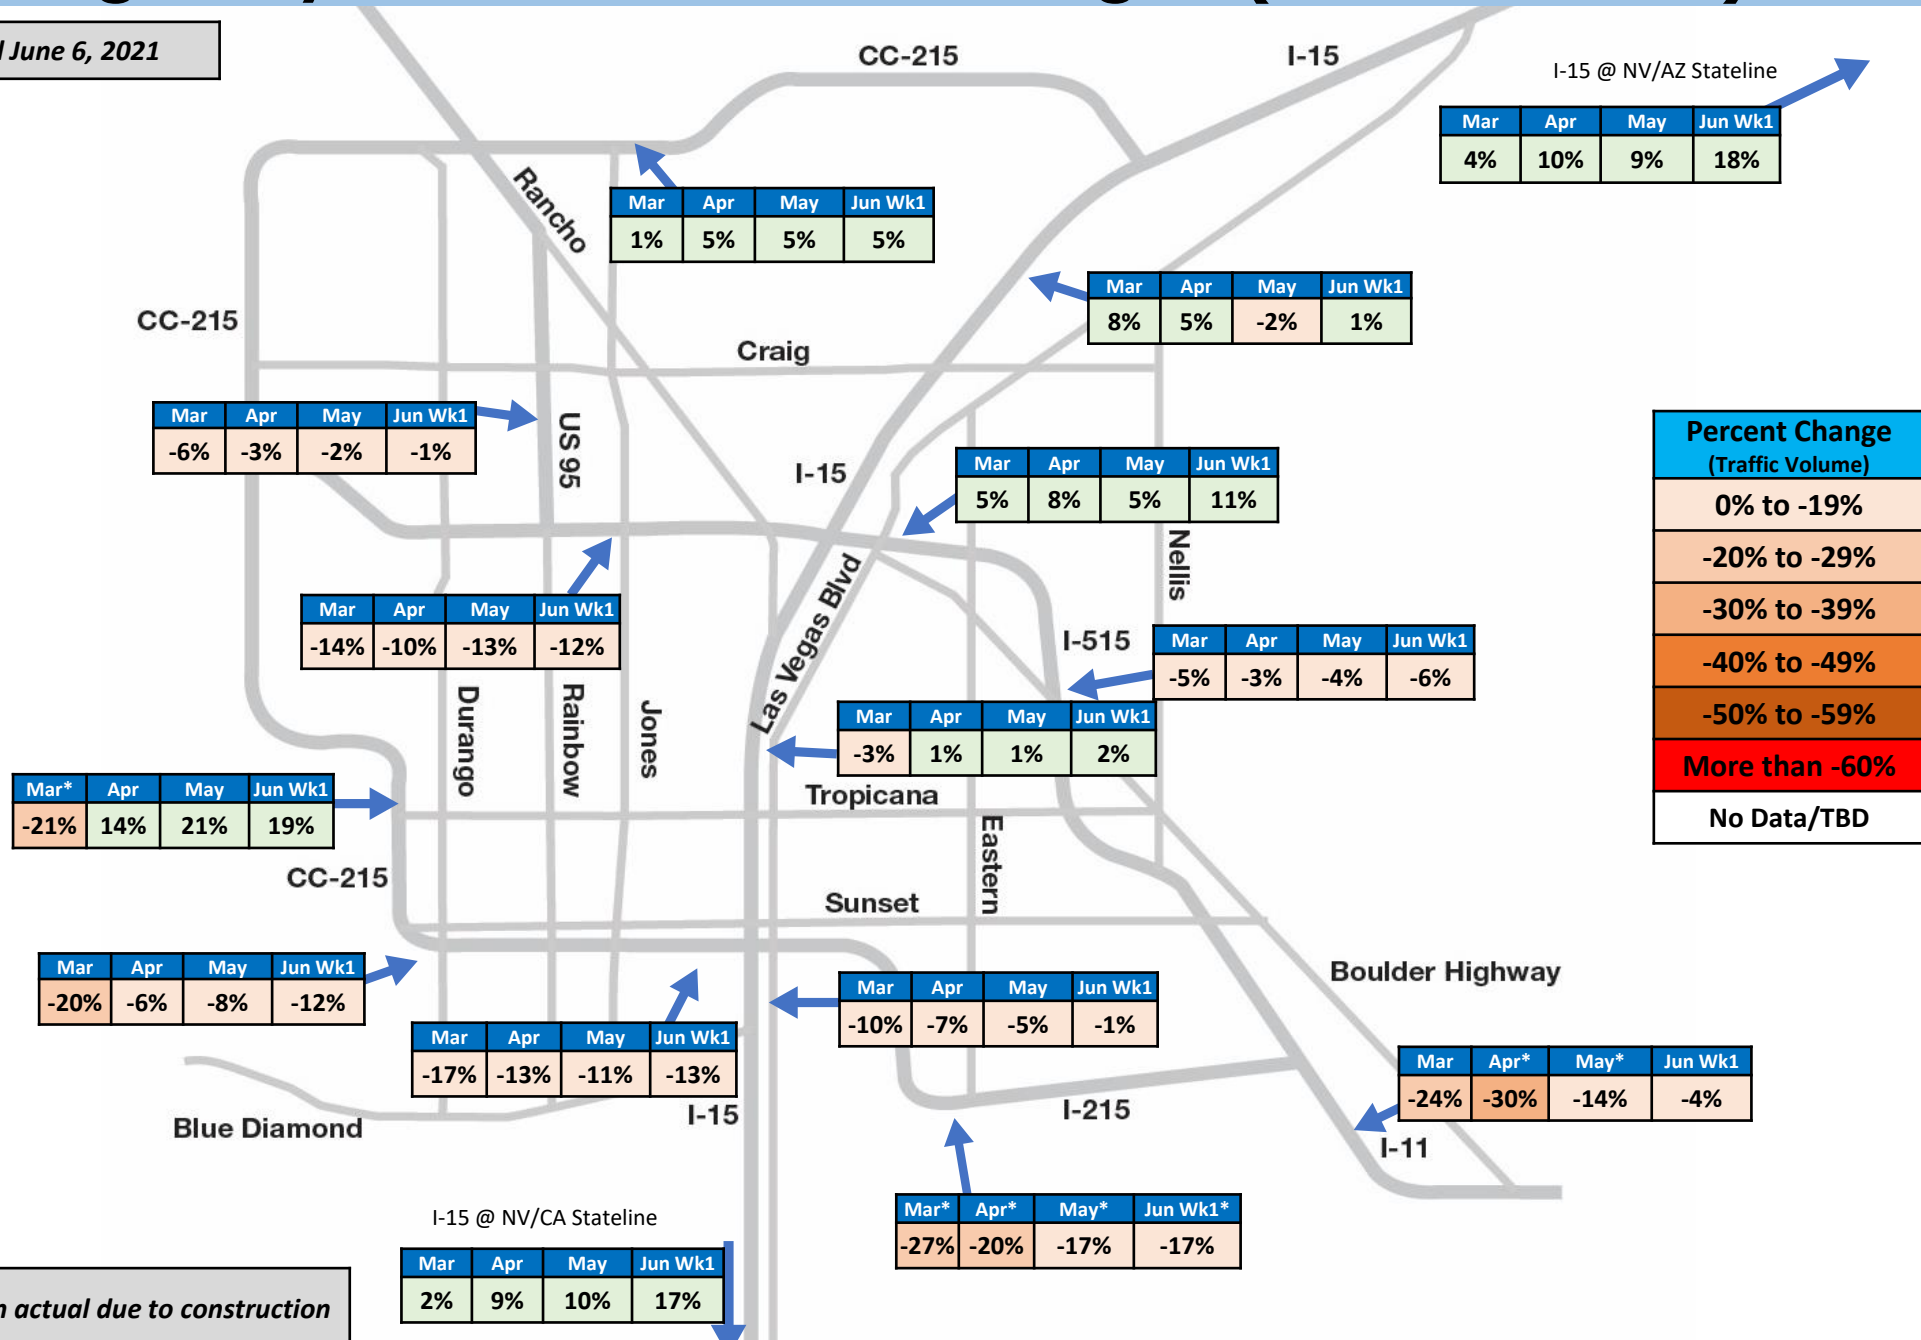 June 6, 2021
CC-215
I-15
I-15 @ NV/AZ Stateline
Mar Apr May Jun Wk1
4% 10% 9% 18%
Rancho
Mar Apr May Jun Wk1
1% 5% 5% 5%
Mar Apr May Jun Wk1
8% 5% -2% 1%
CC-215
Craig
Mar Apr May Jun Wk1
-6% -3% -2% -1%
US 95
I-15
Mar Apr May Jun Wk1
5% 8% 5% 11%
Percent Change
(Traffic Volume)
0% to -19%
-20% to -29%
-30% to -39%
-40% to -49%
-50% to -59%
More than -60%
No Data/TBD
Nellis
Las Vegas Blvd
Mar Apr May Jun Wk1
-14% -10% -13% -12%
I-515
Mar Apr May Jun Wk1
-5% -3% -4% -6%
Durango
Rainbow
Jones
Mar Apr May Jun Wk1
-3% 1% 1% 2%
Tropicana
Mar* Apr May Jun Wk1
-21% 14% 21% 19%
CC-215
Eastern
Sunset
Mar Apr May Jun Wk1
-20% -6% -8% -12%
Boulder Highway
Mar Apr May Jun Wk1
-10% -7% -5% -1%
Mar Apr May Jun Wk1
-17% -13% -11% -13%
Mar Apr* May* Jun Wk1
-24% -30% -14% -4%
Blue Diamond
I-15
I-215
I-11
Mar* Apr* May* Jun Wk1*
-27% -20% -17% -17%
I-15 @ NV/CA Stateline
Mar Apr May Jun Wk1
2% 9% 10% 17%
actual due to construction